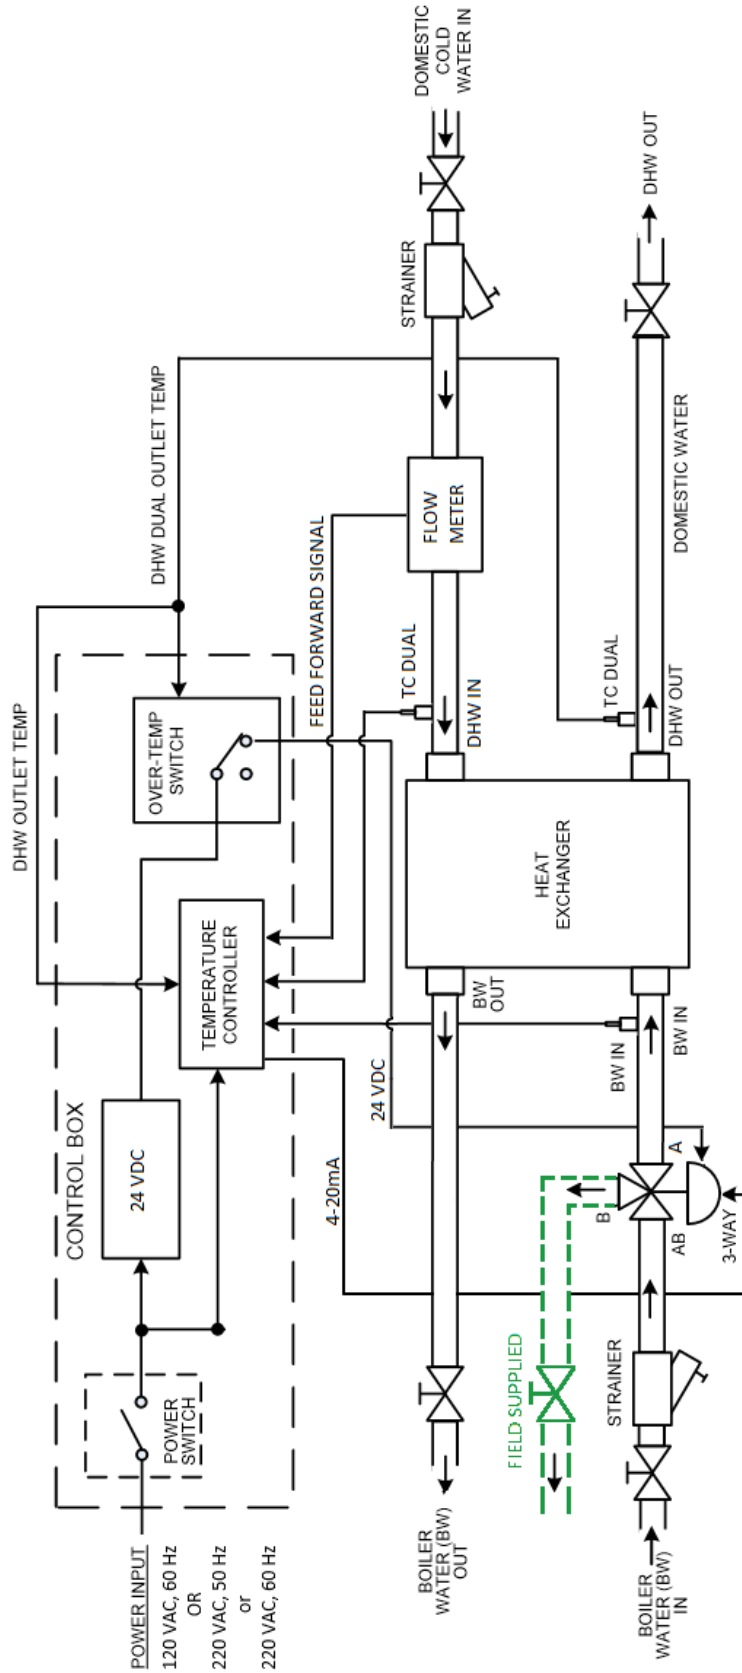 DHW OUTLET TEMP
DHW DUAL OUTLET TEMP
CONTROL BOX
OVER-TEMP
SWITCH
TEMPERATURE
CONTROLLER
24 VDC
POWER
SWITCH
POWER INPUT
120 VAC, 60 Hz
OR
220 VAC, 50 Hz
or
220 VAC, 60 Hz
FEED FORWARD SIGNAL
24 VDC
4-20mA
DOMESTIC
COLD
WATER IN
STRAINER
FLOW
METER
TC DUAL
DHW IN
HEAT
EXCHANGER
BW
OUT
BOILER
WATER (BW)
OUT
FIELD SUPPLIED
DHW OUT
DOMESTIC WATER
TC DUAL
DHW OUT
BW IN
BW IN
A
B
AB
3-WAY
STRAINER
BOILER
WATER (BW)
IN